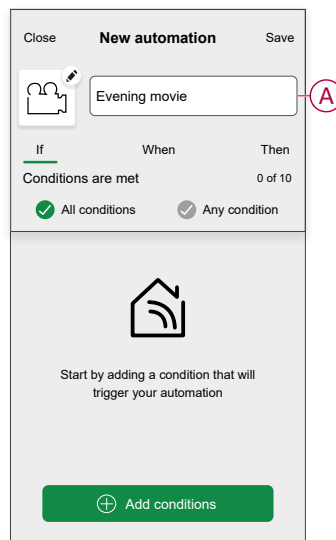 Close New automation Save
Evening movie
A
If When Then
Conditions are met 0 of 10
All conditions Any condition
Start by adding a condition that will
trigger your automation
Add conditions